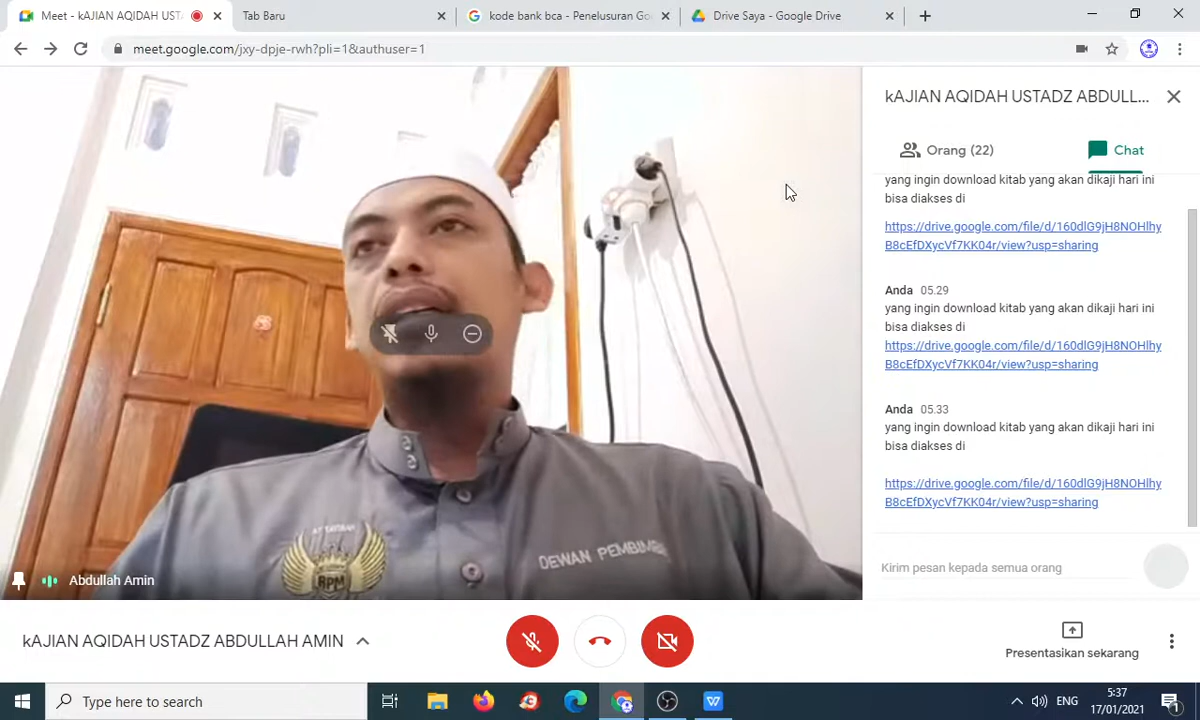 Meet - kAJIAN AQIDAH UST
Tab Baru
kode bank bca - Penelusuran Go
Drive Saya - Google Drive
meet.google.com/jxy-dpje-rwh?pli=1&authuser=1
kAJIAN AQIDAH USTADZ ABDULL...
Orang (22)
Chat
yang ingin download kitab yang akan dikaji hari ini
bisa diakses di
https://drive.google.com/file/d/160dlG9jH8NOHlhy
B8cEfDXycVf7KK04r/view?usp=sharing
Anda 05.29
yang ingin download kitab yang akan dikaji hari ini
bisa diakses di
https://drive.google.com/file/d/160dlG9jH8NOHlhy
B8cEfDXycVf7KK04r/view?usp=sharing
Anda 05.33
yang ingin download kitab yang akan dikaji hari ini
bisa diakses di
https://drive.google.com/file/d/160dlG9jH8NOHlhy
B8cEfDXycVf7KK04r/view?usp=sharing
Kirim pesan kepada semua orang
RPM
DEWAN PEMBIMBI
Abdullah Amin
kAJIAN AQIDAH USTADZ ABDULLAH AMIN
Presentasikan sekarang
Type here to search
ENG
5:37
17/01/2021
1